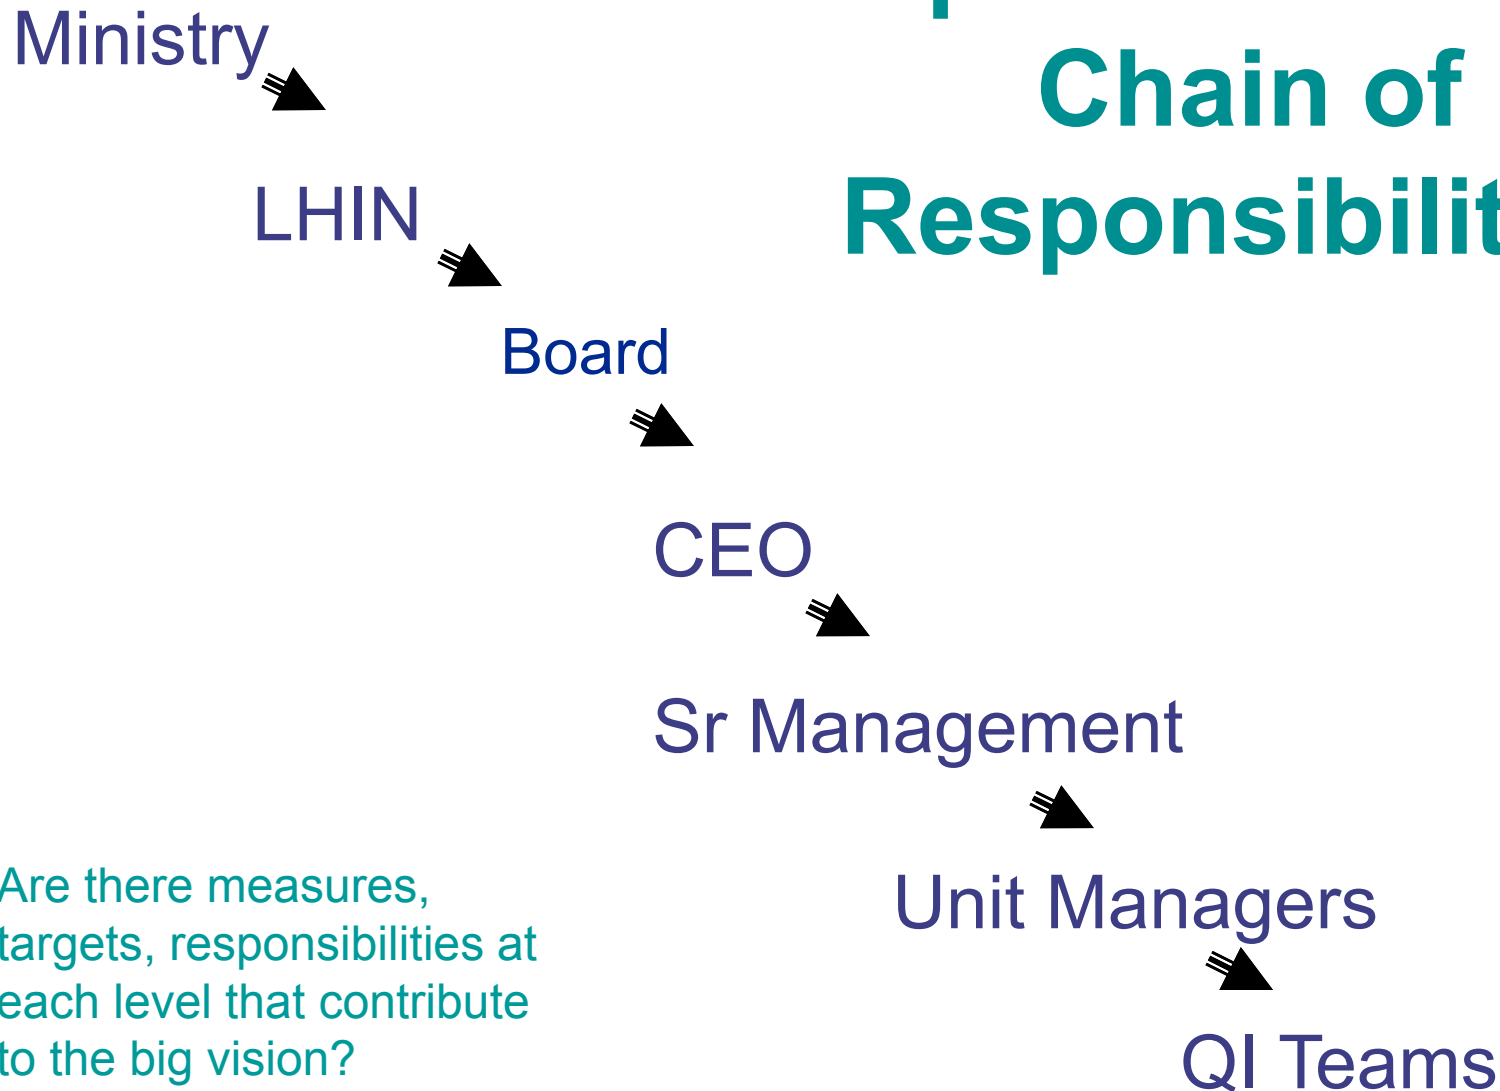 Ministry
Chain of
Responsibilit
LHIN
Board
CEO
Sr Management
Unit Managers
Are there measures,
targets, responsibilities at
each level that contribute
to the big vision?
QI Teams